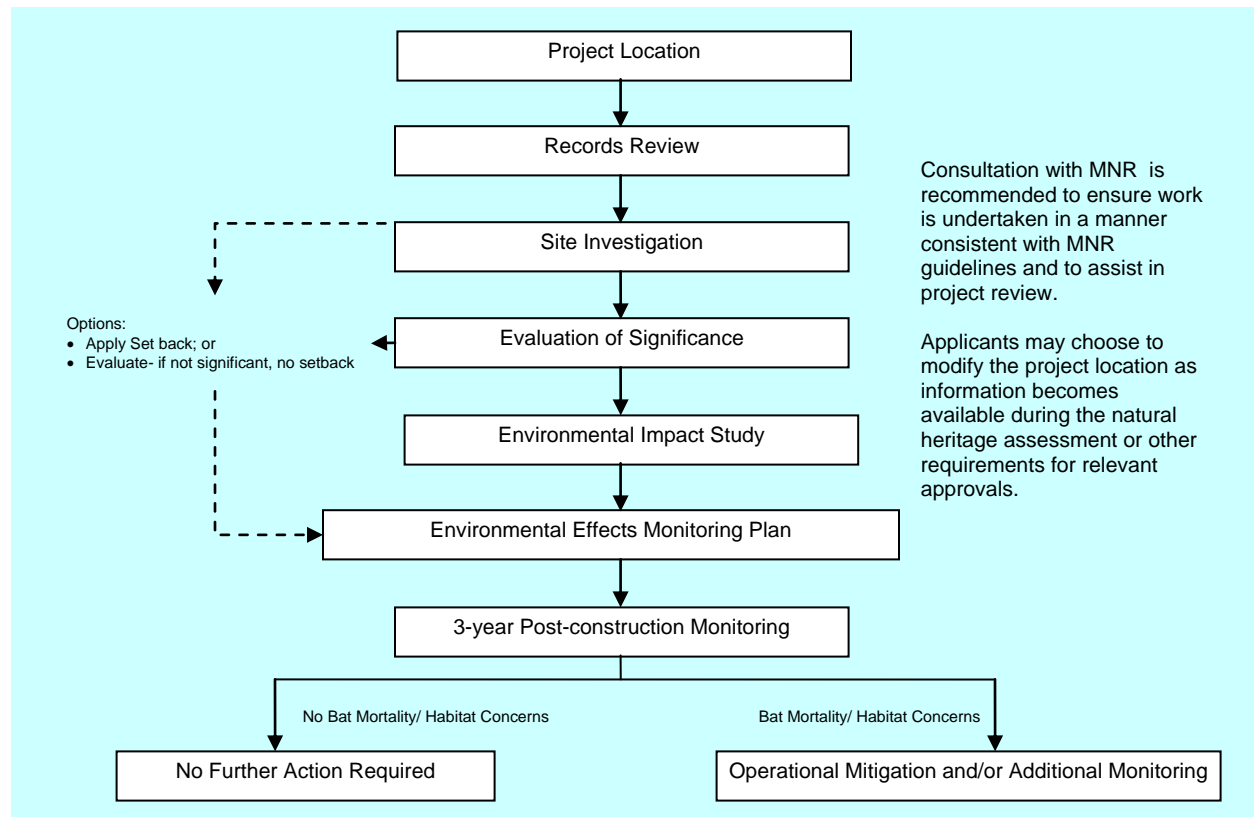 Project Location
Records Review
Site Investigation
Evaluation of Significance
Options:
• Apply Set back; or
• Evaluate- if not significant, no setback
Environmental Impact Study
Environmental Effects Monitoring Plan
3-year Post-construction Monitoring
No Bat Mortality/ Habitat Concerns
Bat Mortality/ Habitat Concerns
No Further Action Required
Operational Mitigation and/or Additional Monitoring
Consultation with MNR is
recommended to ensure work
is undertaken in a manner
consistent with MNR
guidelines and to assist in
project review.
Applicants may choose to
modify the project location as
information becomes
available during the natural
heritage assessment or other
requirements for relevant
approvals.